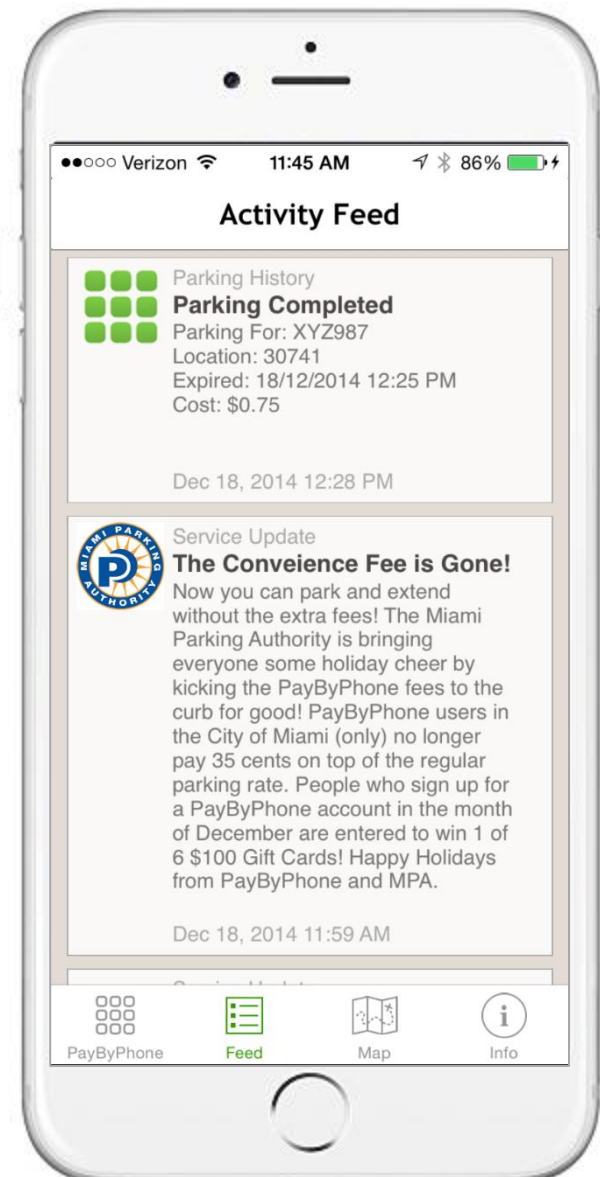 Verizon 11:45 AM 86%
Activity Feed
Parking History
Parking Completed
Parking For: XYZ987
Location: 30741
Expired: 18/12/2014 12:25 PM
Cost: $0.75
Dec 18, 2014 12:28 PM
MIAMI PARKING
AUTHORITY
P
Service Update
The Conveience Fee is Gone!
Now you can park and extend
without the extra fees! The Miami
Parking Authority is bringing
everyone some holiday cheer by
kicking the PayByPhone fees to the
curb for good! PayByPhone users in
the City of Miami (only) no longer
pay 35 cents on top of the regular
parking rate. People who sign up for
a PayByPhone account in the month
of December are entered to win 1 of
6 $100 Gift Cards! Happy Holidays
from PayByPhone and MPA.
Dec 18, 2014 11:59 AM
PayByPhone
Feed
Map
i
Info